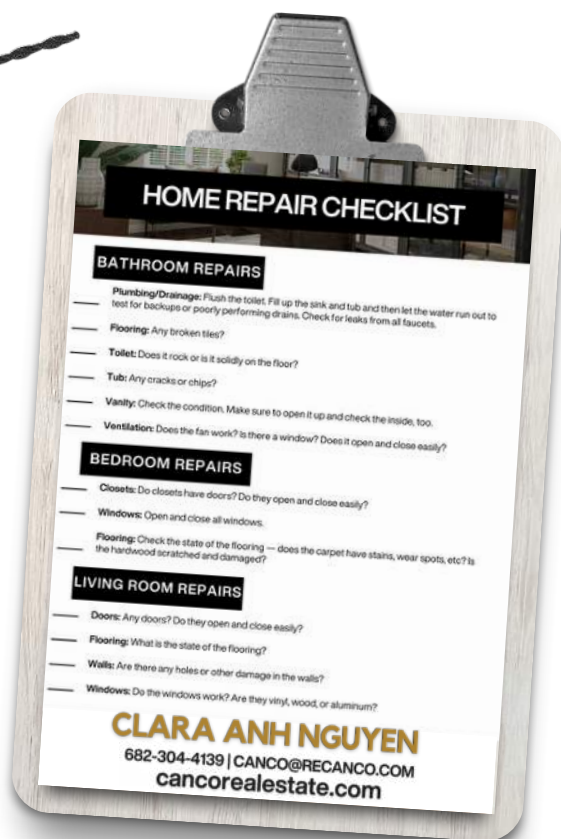 HOME REPAIR CHECKLIST
BATHROOM REPAIRS
Plumbing/Drainage: Flush the toilet. Fill up the sink and tub and then let the water run out to
test for backups or poorly performing drains. Check for leaks from all faucets.
Flooring: Any broken tiles?
Toilet: Does it rock or is it solidly on the floor?
Tub: Any cracks or chips?
Vanity: Check the condition. Make sure to open it up and check the inside, too.
Ventilation: Does the fan work? Is there a window? Does it open and close easily?
BEDROOM REPAIRS
Closets: Do closets have doors? Do they open and close easily?
Windows: Open and close all windows.
Flooring: Check the state of the flooring — does the carpet have stains, wear spots, etc? Is
the hardwood scratched and damaged?
LIVING ROOM REPAIRS
Doors: Any doors? Do they open and close easily?
Flooring: What is the state of the flooring?
Walls: Are there any holes or other damage in the walls?
Windows: Do the windows work? Are they vinyl, wood, or aluminum?
CLARA ANH NGUYEN
682-304-4139 | CANCO@RECANCO.COM
cancorealestate.com